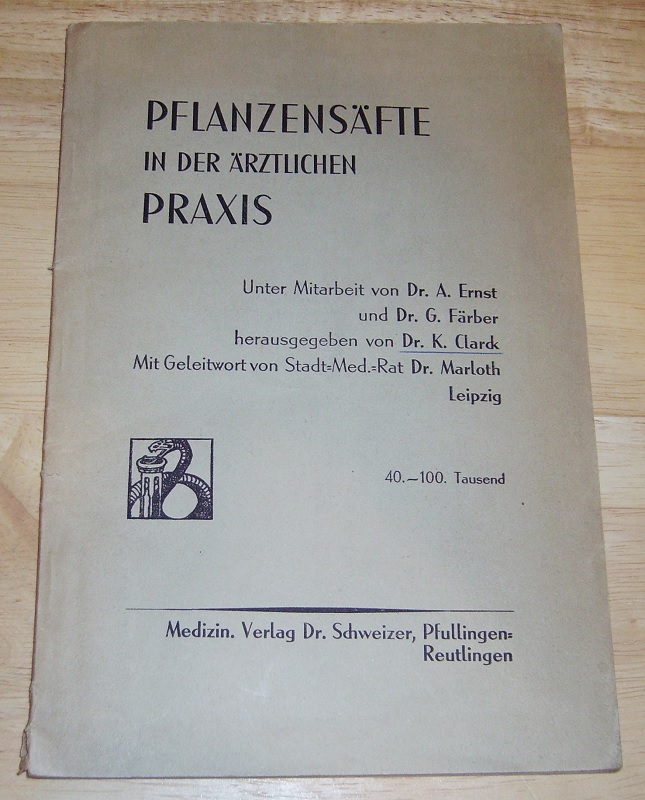 PFLANZENSÄFTE
IN DER ÄRZTLICHEN
PRAXIS
Unter Mitarbeit von Dr. A. Ernst
und Dr. G. Färber
herausgegeben von Dr. K. Clarck
Mit Geleitwort von Stadt=Med.=Rat Dr. Marloth
Leipzig
40.—100. Tausend
Medizin. Verlag Dr. Schweizer, Pfullingen=
Reutlingen